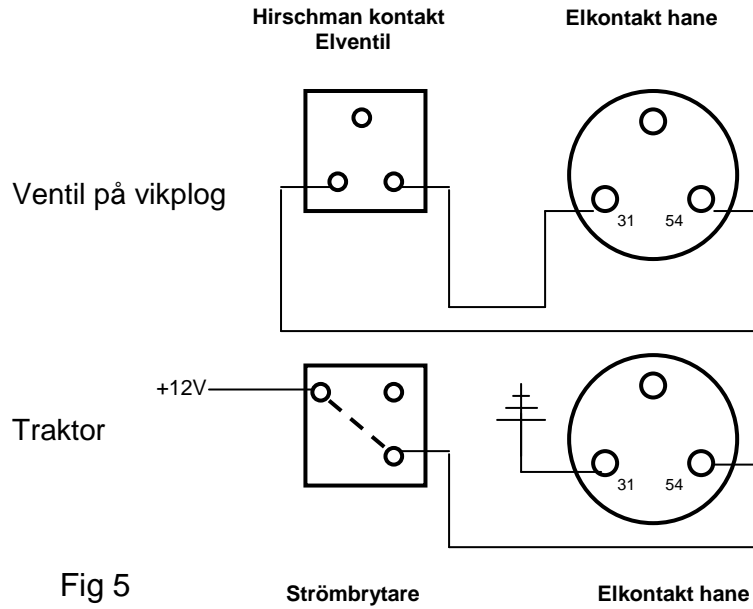 Hirschman kontakt
Elventil
Elkontakt hane
Ventil på vikplog
31
54
+12V
Traktor
31
54
Fig 5
Strömbrytare
Elkontakt hane